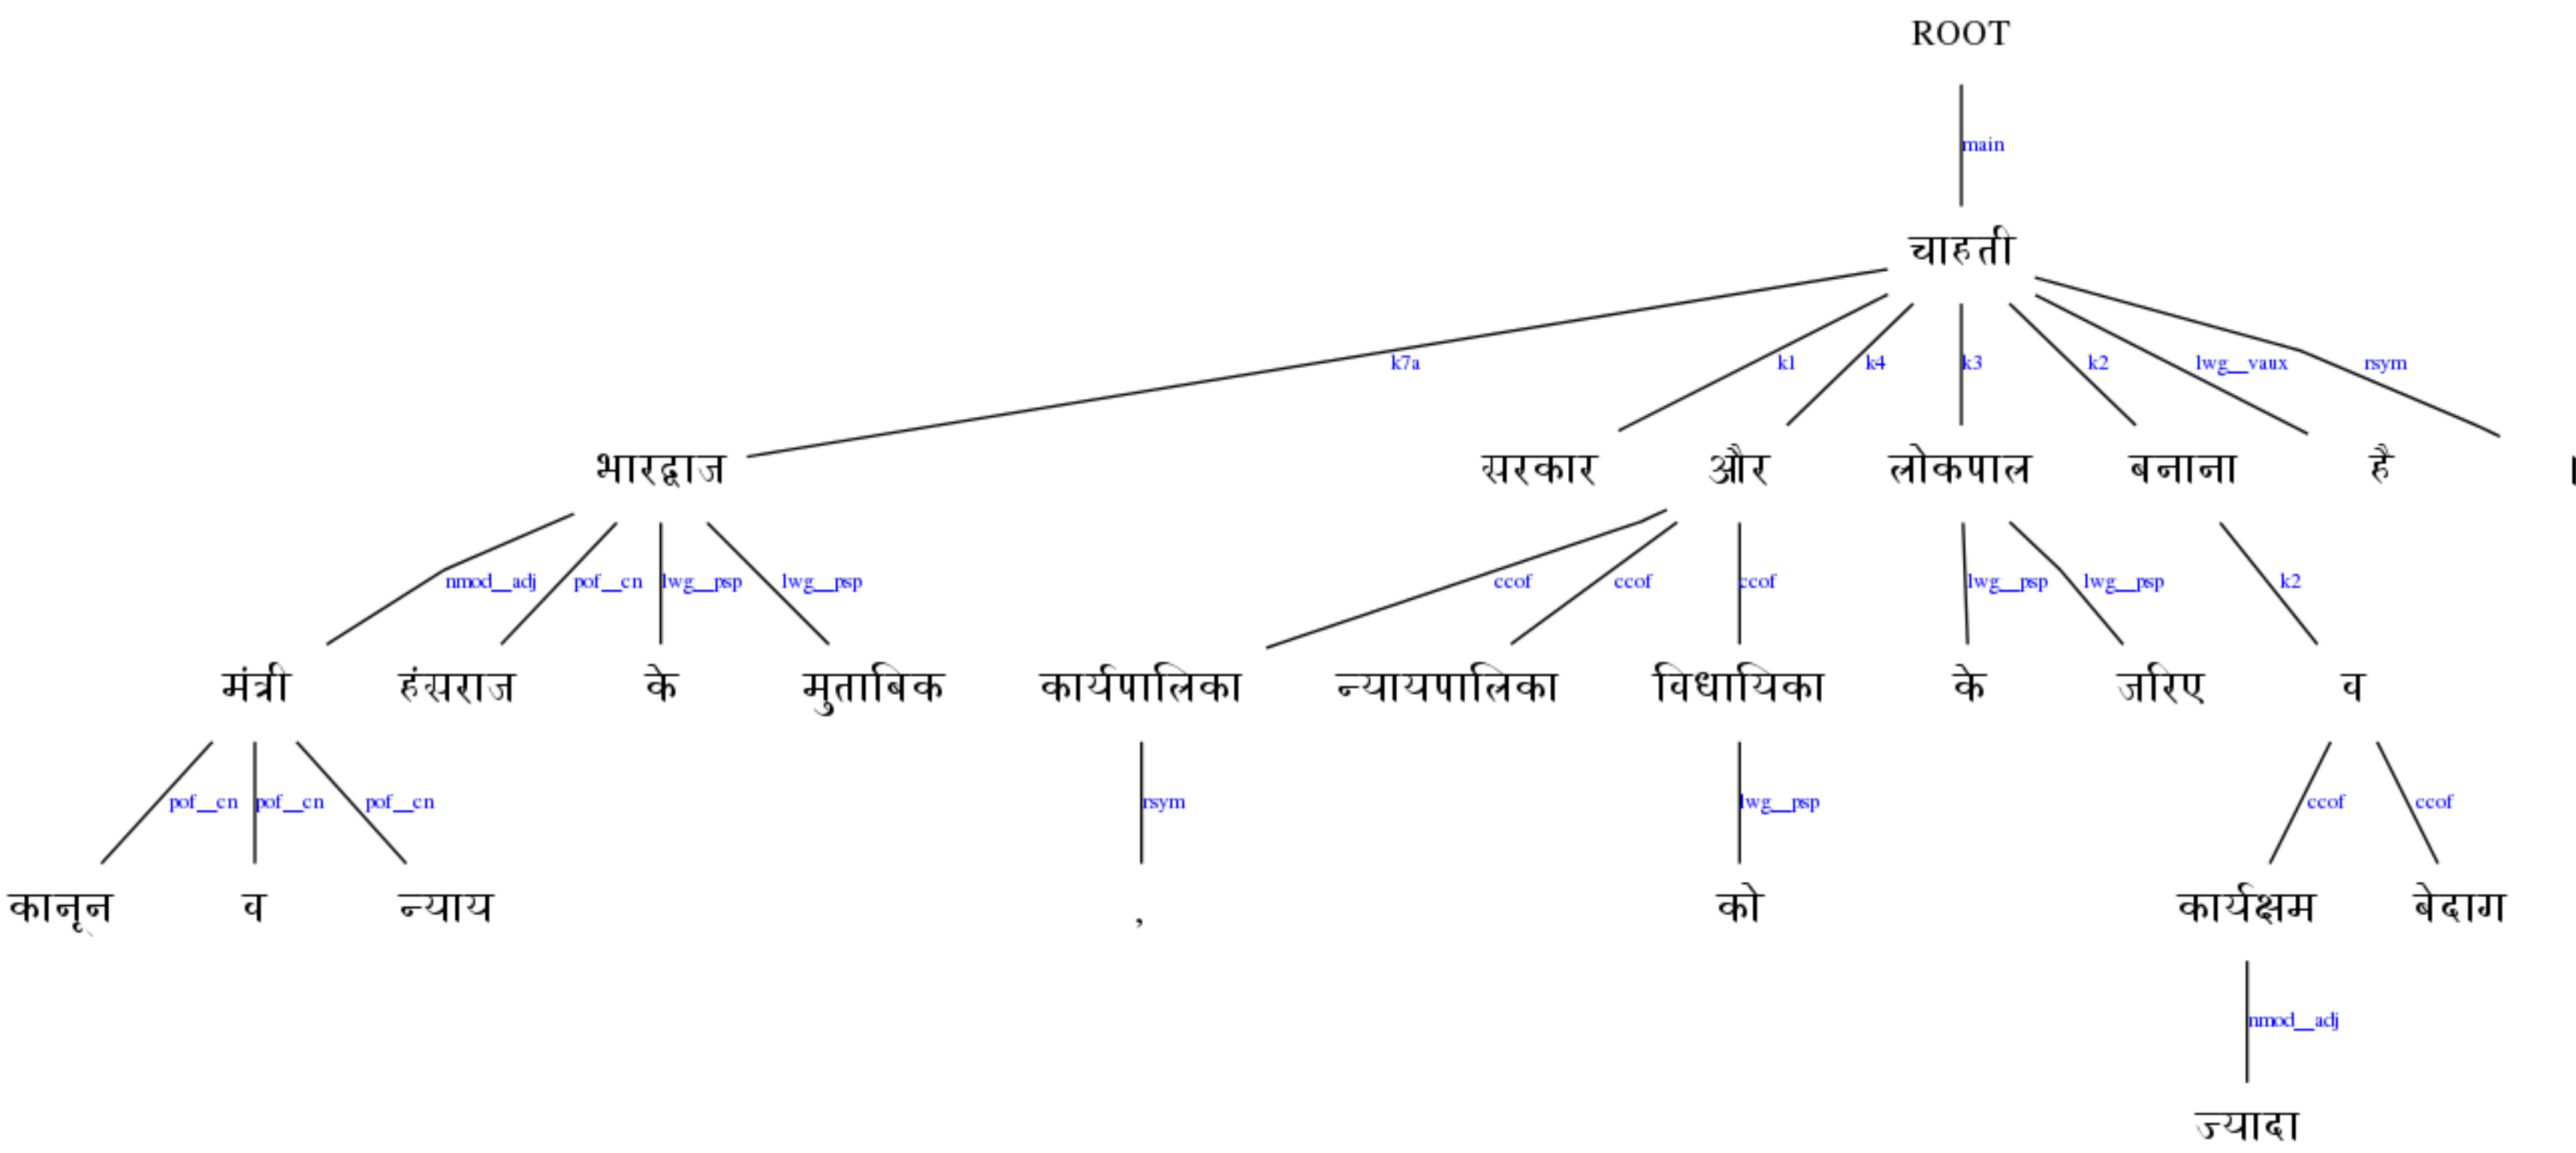 ROOT
main
चाहती
k7a k1 k4 k3 k2 lwg__vaux rsym
भारद्वाज सरकार और लोकपाल बनाना है ।
nmod__adj pof__cn lwg__psp lwg__psp ccof ccof ccof lwg__psp lwg__psp k2
मंत्री हंसराज के मुताबिक कार्यपालिका न्यायपालिका विधायिका के जरिए व
pof__cn pof__cn pof__cn rsym lwg__psp ccof ccof
कानून व न्याय , को कार्यक्षम बेदाग
nmod__adj
ज्यादा